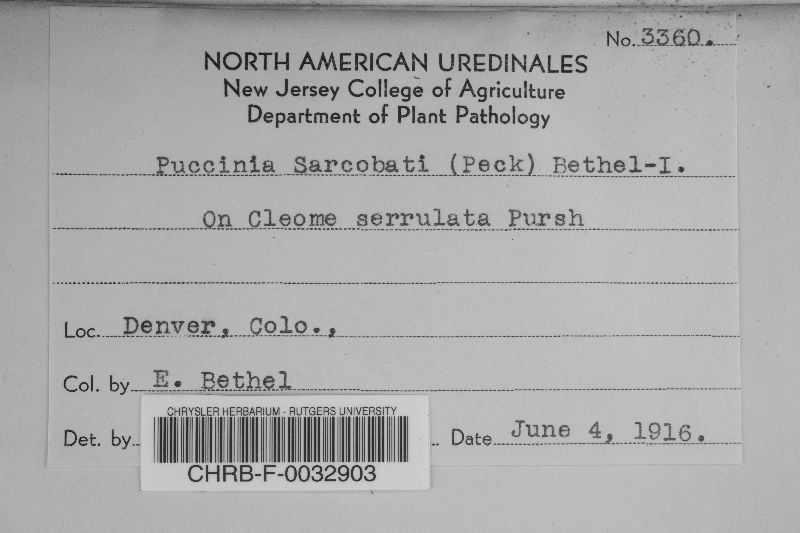 No. 3360.
NORTH AMERICAN UREDINALES
New Jersey College of Agriculture
Department of Plant Pathology
Puccinia Sarcobati (Peck) Bethel-I.
On Cleome serrulata Pursh
Loc. Denver, Colo.,
Col. by E. Bethel
Det. by
Date June 4, 1916.
CHRYSLER HERBARIUM - RUTGERS UNIVERSITY
CHRB-F-0032903